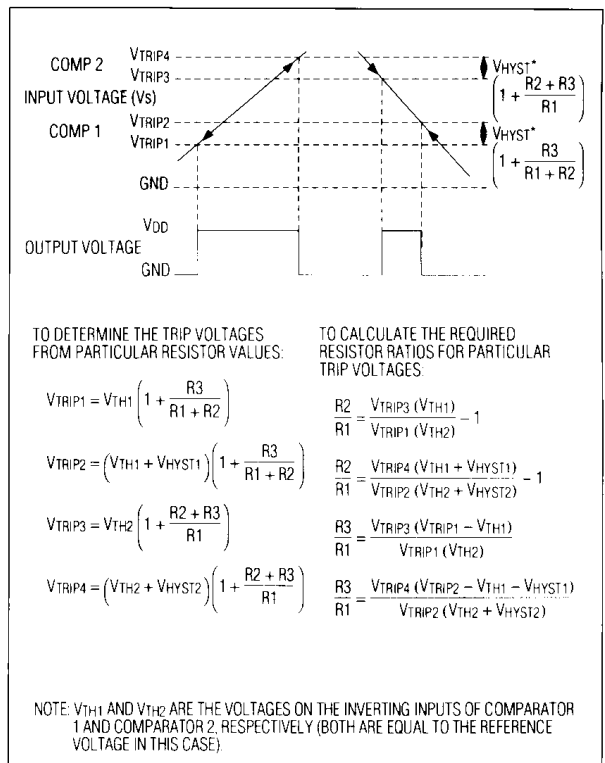 COMP 2
VTRIP4
VTRIP3
INPUT VOLTAGE (Vs)
COMP 1
VTRIP2
VTRIP1
GND
VHYST*
(1 + (R2 + R3)/R1)
VHYST*
(1 + R3/(R1 + R2))
OUTPUT VOLTAGE
VDD
GND
TO DETERMINE THE TRIP VOLTAGES
FROM PARTICULAR RESISTOR VALUES:
VTRIP1 = VTH1 (1 + R3/(R1 + R2))
VTRIP2 = (VTH1 + VHYST1) (1 + R3/(R1 + R2))
VTRIP3 = VTH2 (1 + (R2 + R3)/R1)
VTRIP4 = (VTH2 + VHYST2) (1 + (R2 + R3)/R1)
TO CALCULATE THE REQUIRED
RESISTOR RATIOS FOR PARTICULAR
TRIP VOLTAGES:
R2/R1 = VTRIP3 (VTH1)/VTRIP1 (VTH2) - 1
R2/R1 = VTRIP4 (VTH1 + VHYST1)/VTRIP2 (VTH2 + VHYST2) - 1
R3/R1 = VTRIP3 (VTRIP1 - VTH1)/VTRIP1 (VTH2)
R3/R1 = VTRIP4 (VTRIP2 - VTH1 - VHYST1)/VTRIP2 (VTH2 + VHYST2)
NOTE: VTH1 AND VTH2 ARE THE VOLTAGES ON THE INVERTING INPUTS OF COMPARATOR
1 AND COMPARATOR 2, RESPECTIVELY (BOTH ARE EQUAL TO THE REFERENCE
VOLTAGE IN THIS CASE).